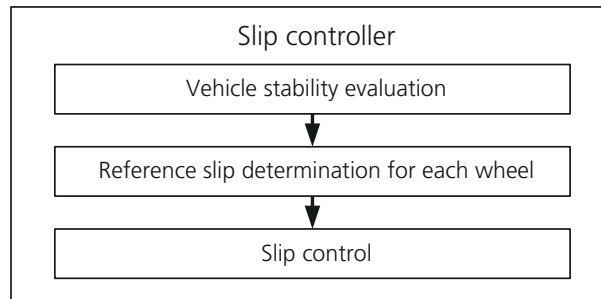 Slip controller
Vehicle stability evaluation
Reference slip determination for each wheel
Slip control